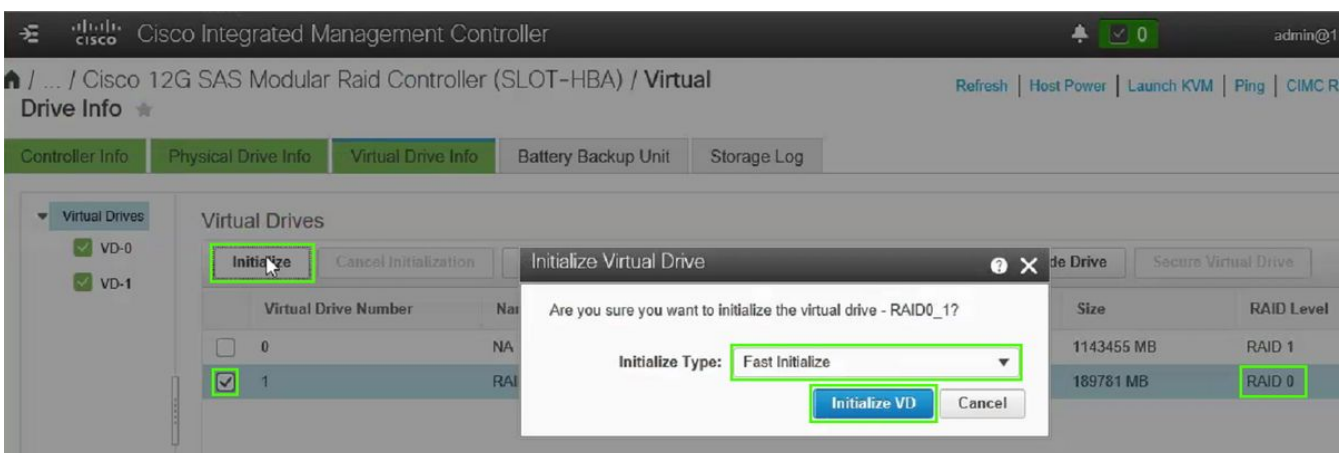 cisco Cisco Integrated Management Controller 0 admin@1
/ ... / Cisco 12G SAS Modular Raid Controller (SLOT-HBA) / Virtual
Drive Info
Refresh | Host Power | Launch KVM | Ping | CIMC R
Controller Info Physical Drive Info Virtual Drive Info Battery Backup Unit Storage Log
Virtual Drives
VD-0
VD-1
Virtual Drives
Initialize Cancel Initialization de Drive Secure Virtual Drive
Virtual Drive Number Nai Size RAID Level
0 NA 1143455 MB RAID 1
1 RAI 189781 MB RAID 0
Initialize Virtual Drive
Are you sure you want to initialize the virtual drive - RAID0_1?
Initialize Type: Fast Initialize
Initialize VD Cancel